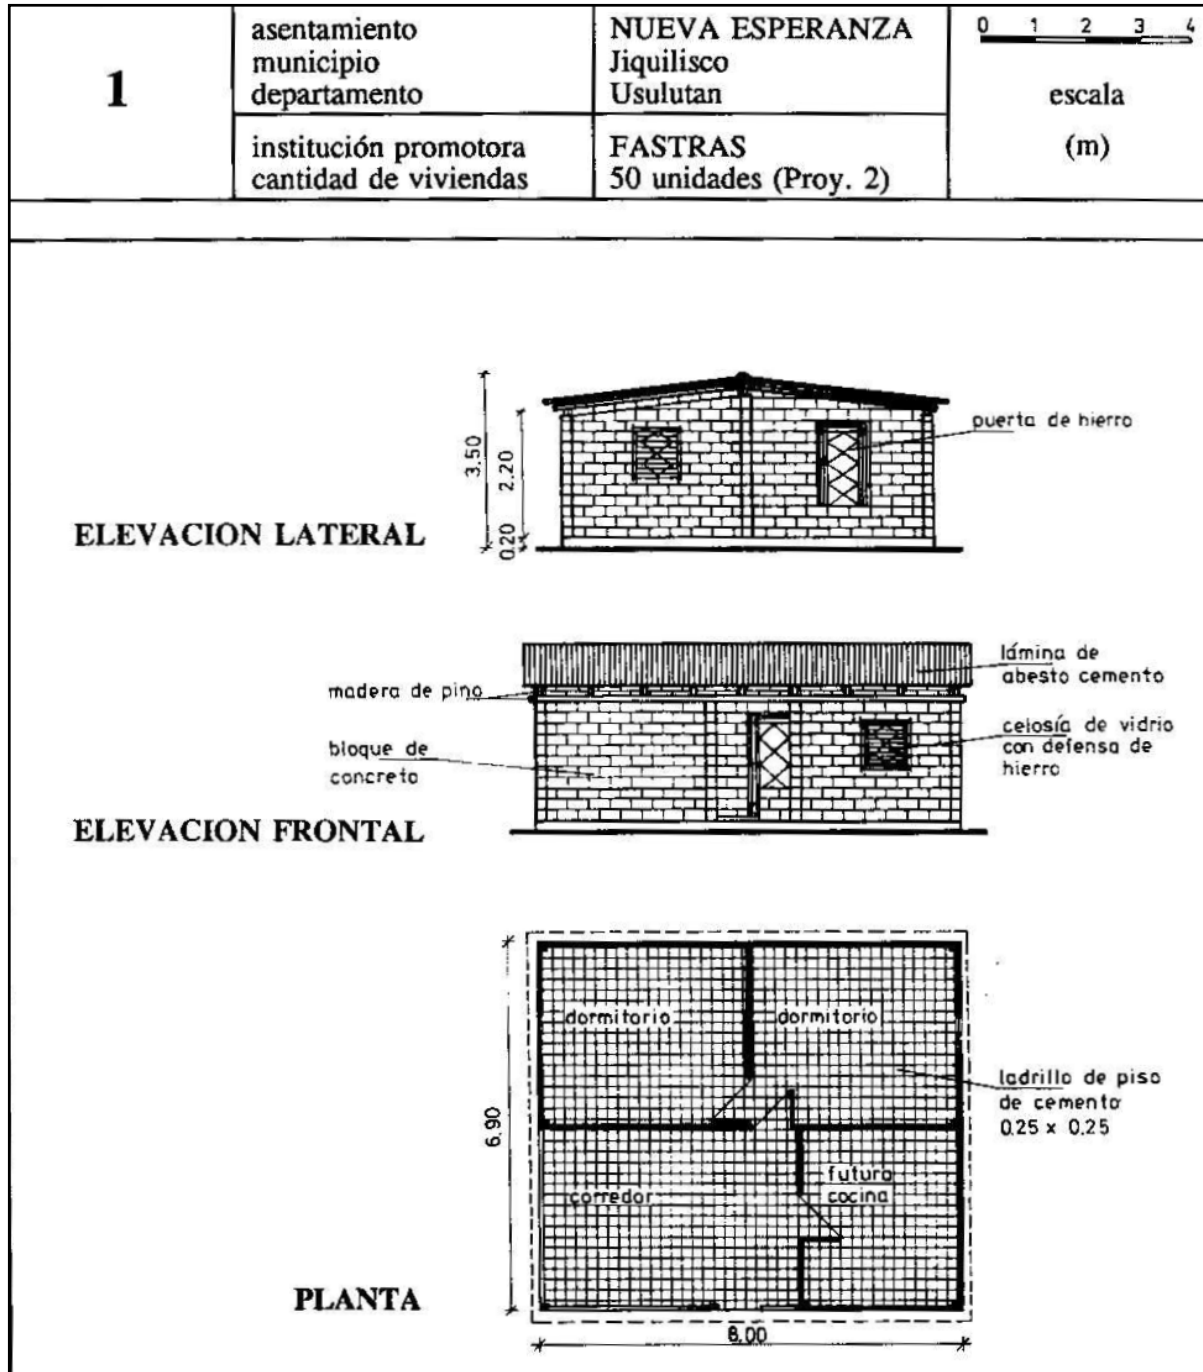 1
asentamiento
municipio
departamento
NUEVA ESPERANZA
Jiquilisco
Usulutan
institución promotora
cantidad de viviendas
FASTRAS
50 unidades (Proy. 2)
0 1 2 3 4
escala
(m)
ELEVACION LATERAL
3.50
2.20
0.20
puerta de hierro
ELEVACION FRONTAL
madera de pino
bloque de
concreto
lámina de
abesto cemento
celosía de vidrio
con defensa de
hierro
PLANTA
dormitorio
dormitorio
corredor
futura
cocina
ladrillo de piso
de cemento
0.25 x 0.25
6.90
8.00